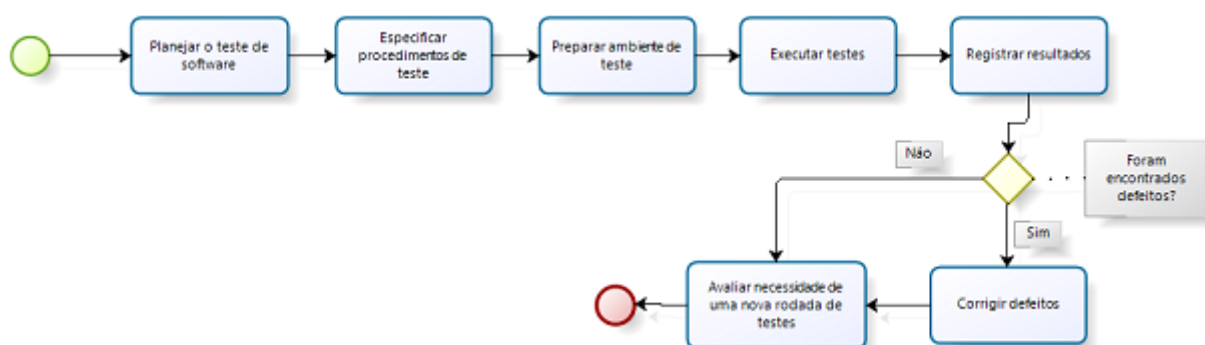 Planejar o teste de
software
Especificar
procedimentos de
teste
Preparar ambiente de
teste
Executar testes
Registrar resultados
Não
Foram
encontrados
defeitos?
Sim
Avaliar necessidade de
uma nova rodada de
testes
Corrigir defeitos